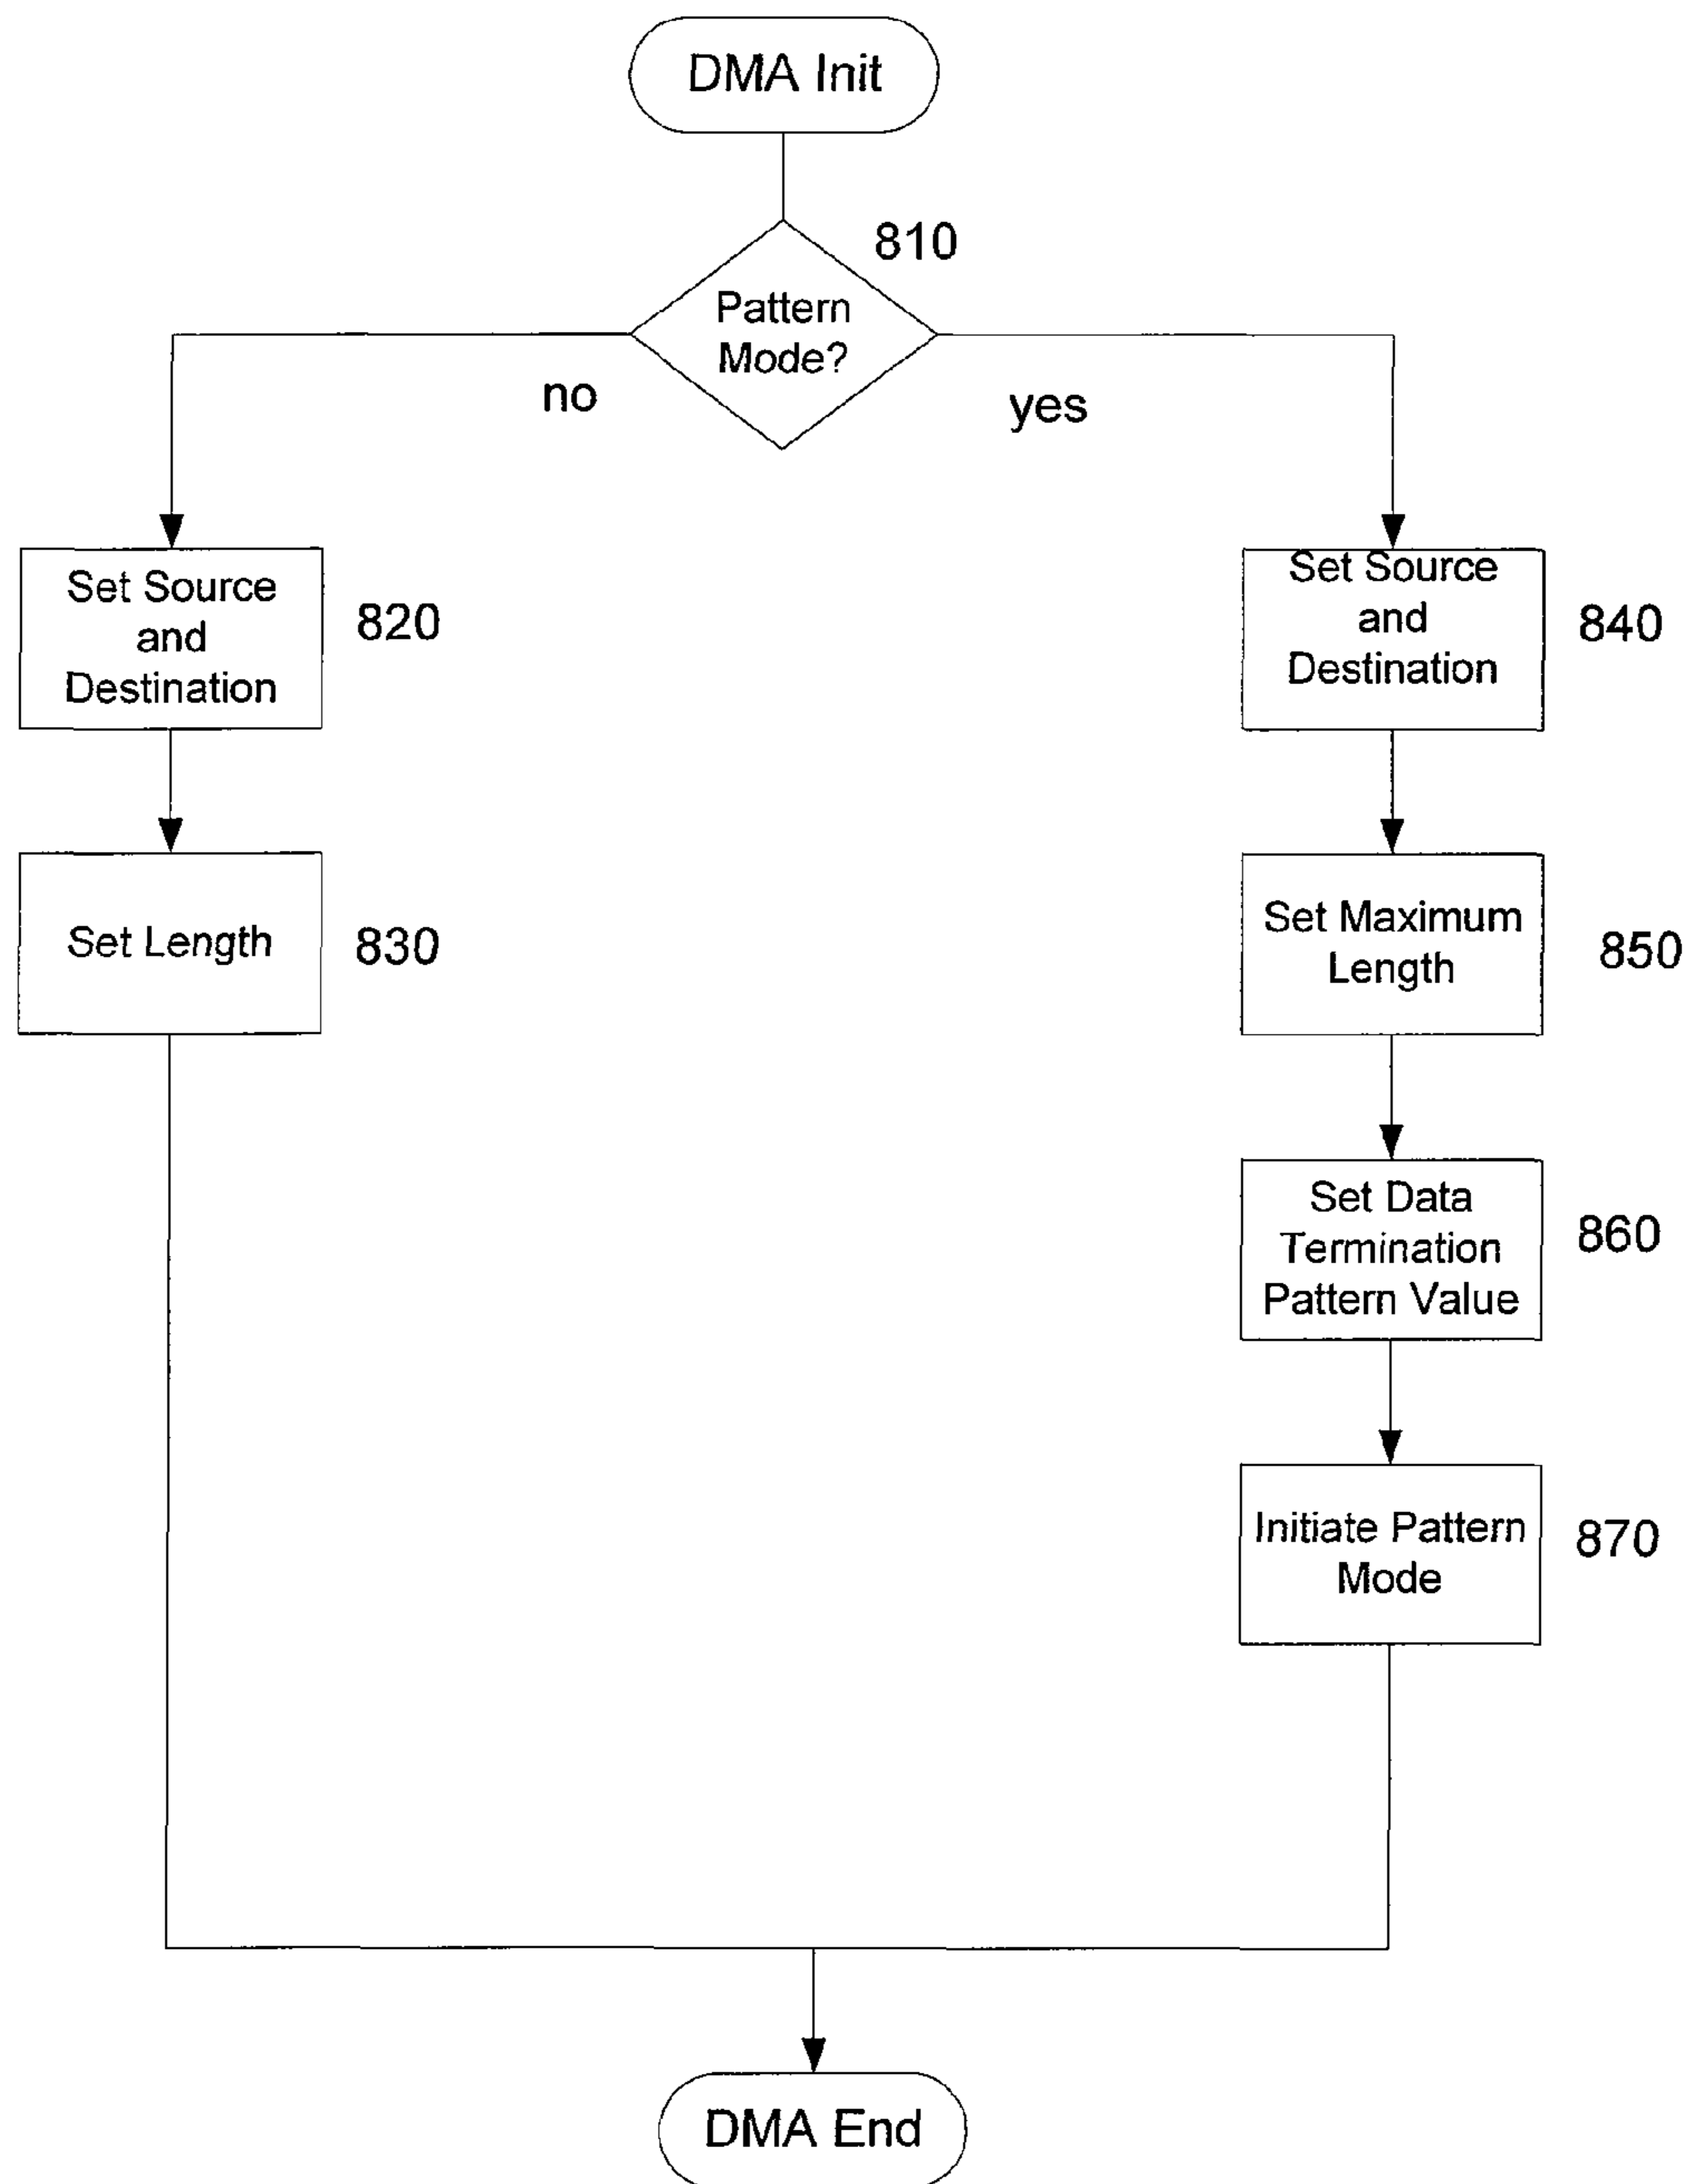 DMA Init
810
Pattern
Mode?
no
yes
Set Source
and
Destination
820
Set Source
and
Destination
840
Set Length
830
Set Maximum
Length
850
Set Data
Termination
Pattern Value
860
Initiate Pattern
Mode
870
DMA End